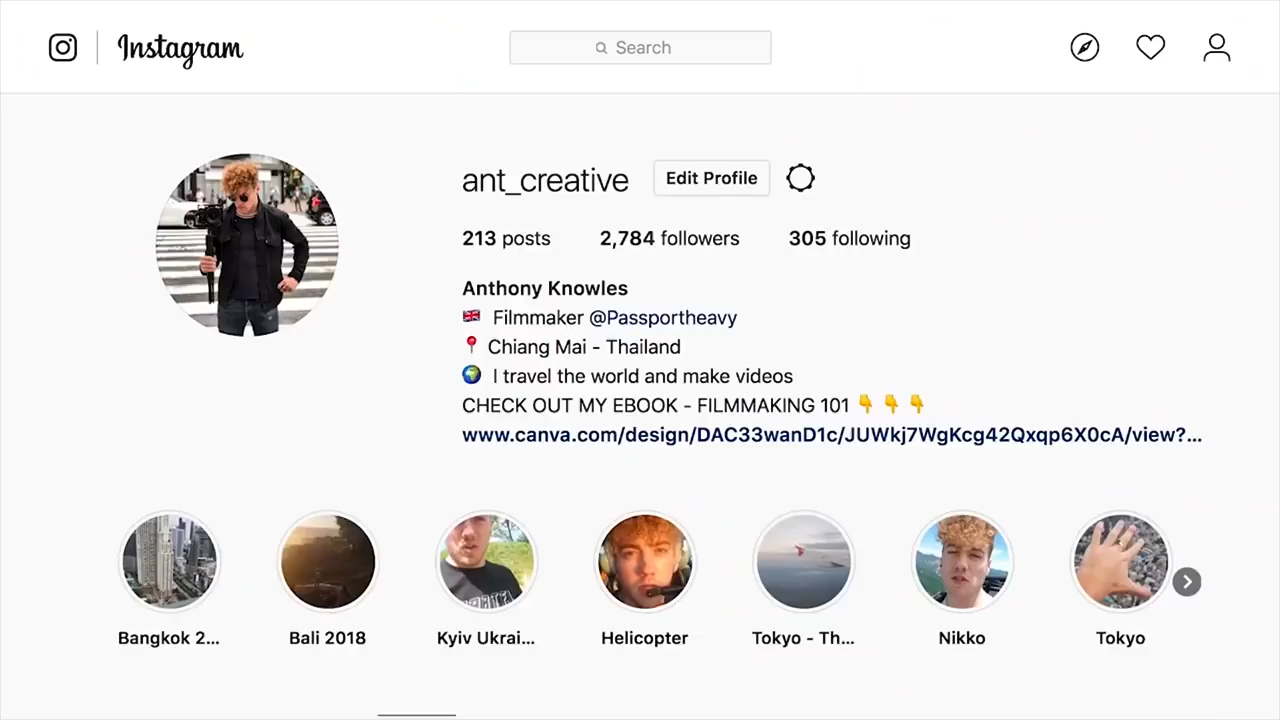 Instagram
Search
ant_creative Edit Profile
213 posts 2,784 followers 305 following
Anthony Knowles
🇬🇧 Filmmaker @Passportheavy
📍 Chiang Mai - Thailand
🌍 I travel the world and make videos
CHECK OUT MY EBOOK - FILMMAKING 101 👇 👇 👇
www.canva.com/design/DAC33wanD1c/JUWkj7WgKcg42Qxqp6X0cA/view?...
Bangkok 2... Bali 2018 Kyiv Ukrai... Helicopter Tokyo - Th... Nikko Tokyo